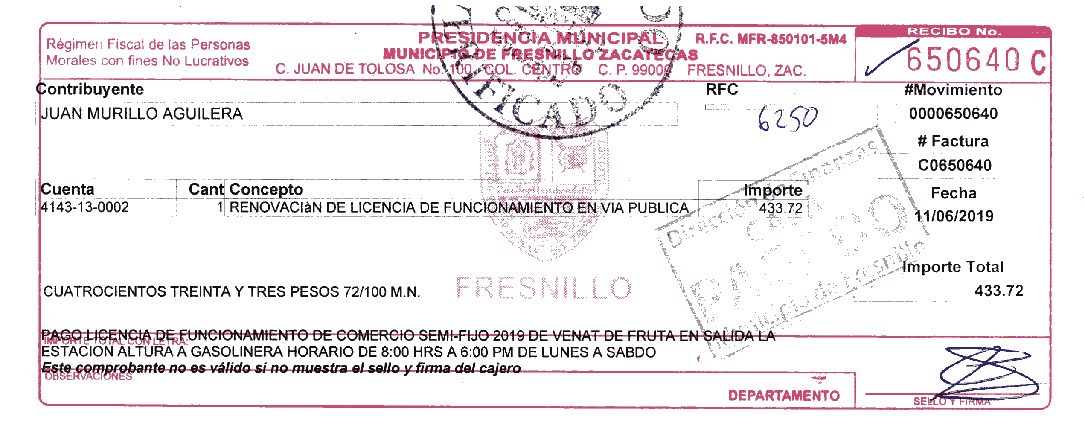 RECIBO No.
650640 C
Régimen Fiscal de las Personas
Morales con fines No Lucrativos
PRESIDENCIA MUNICIPAL R.F.C. MFR-850101-5M4
MUNICIPIO DE FRESNILLO ZACATECAS
C. JUAN DE TOLOSA No. 100 COL. CENTRO C. P. 99000 FRESNILLO, ZAC.
Contribuyente RFC #Movimiento
JUAN MURILLO AGUILERA 6250 0000650640
# Factura
C0650640
Cuenta Cant Concepto Importe Fecha
4143-13-0002 1 RENOVACIàN DE LICENCIA DE FUNCIONAMIENTO EN VIA PUBLICA 433.72 11/06/2019
PAGADO
FRESNILLO
Importe Total
433.72
CUATROCIENTOS TREINTA Y TRES PESOS 72/100 M.N.
PAGO LICENCIA DE FUNCIONAMIENTO DE COMERCIO SEMI-FIJO 2019 DE VENAT DE FRUTA EN SALIDA LA
IMPORTE TOTAL CON LETRA:
ESTACION ALTURA A GASOLINERA HORARIO DE 8:00 HRS A 6:00 PM DE LUNES A SABDO
Este comprobante no es válido si no muestra el sello y firma del cajero
OBSERVACIONES
DEPARTAMENTO
SELLO Y FIRMA